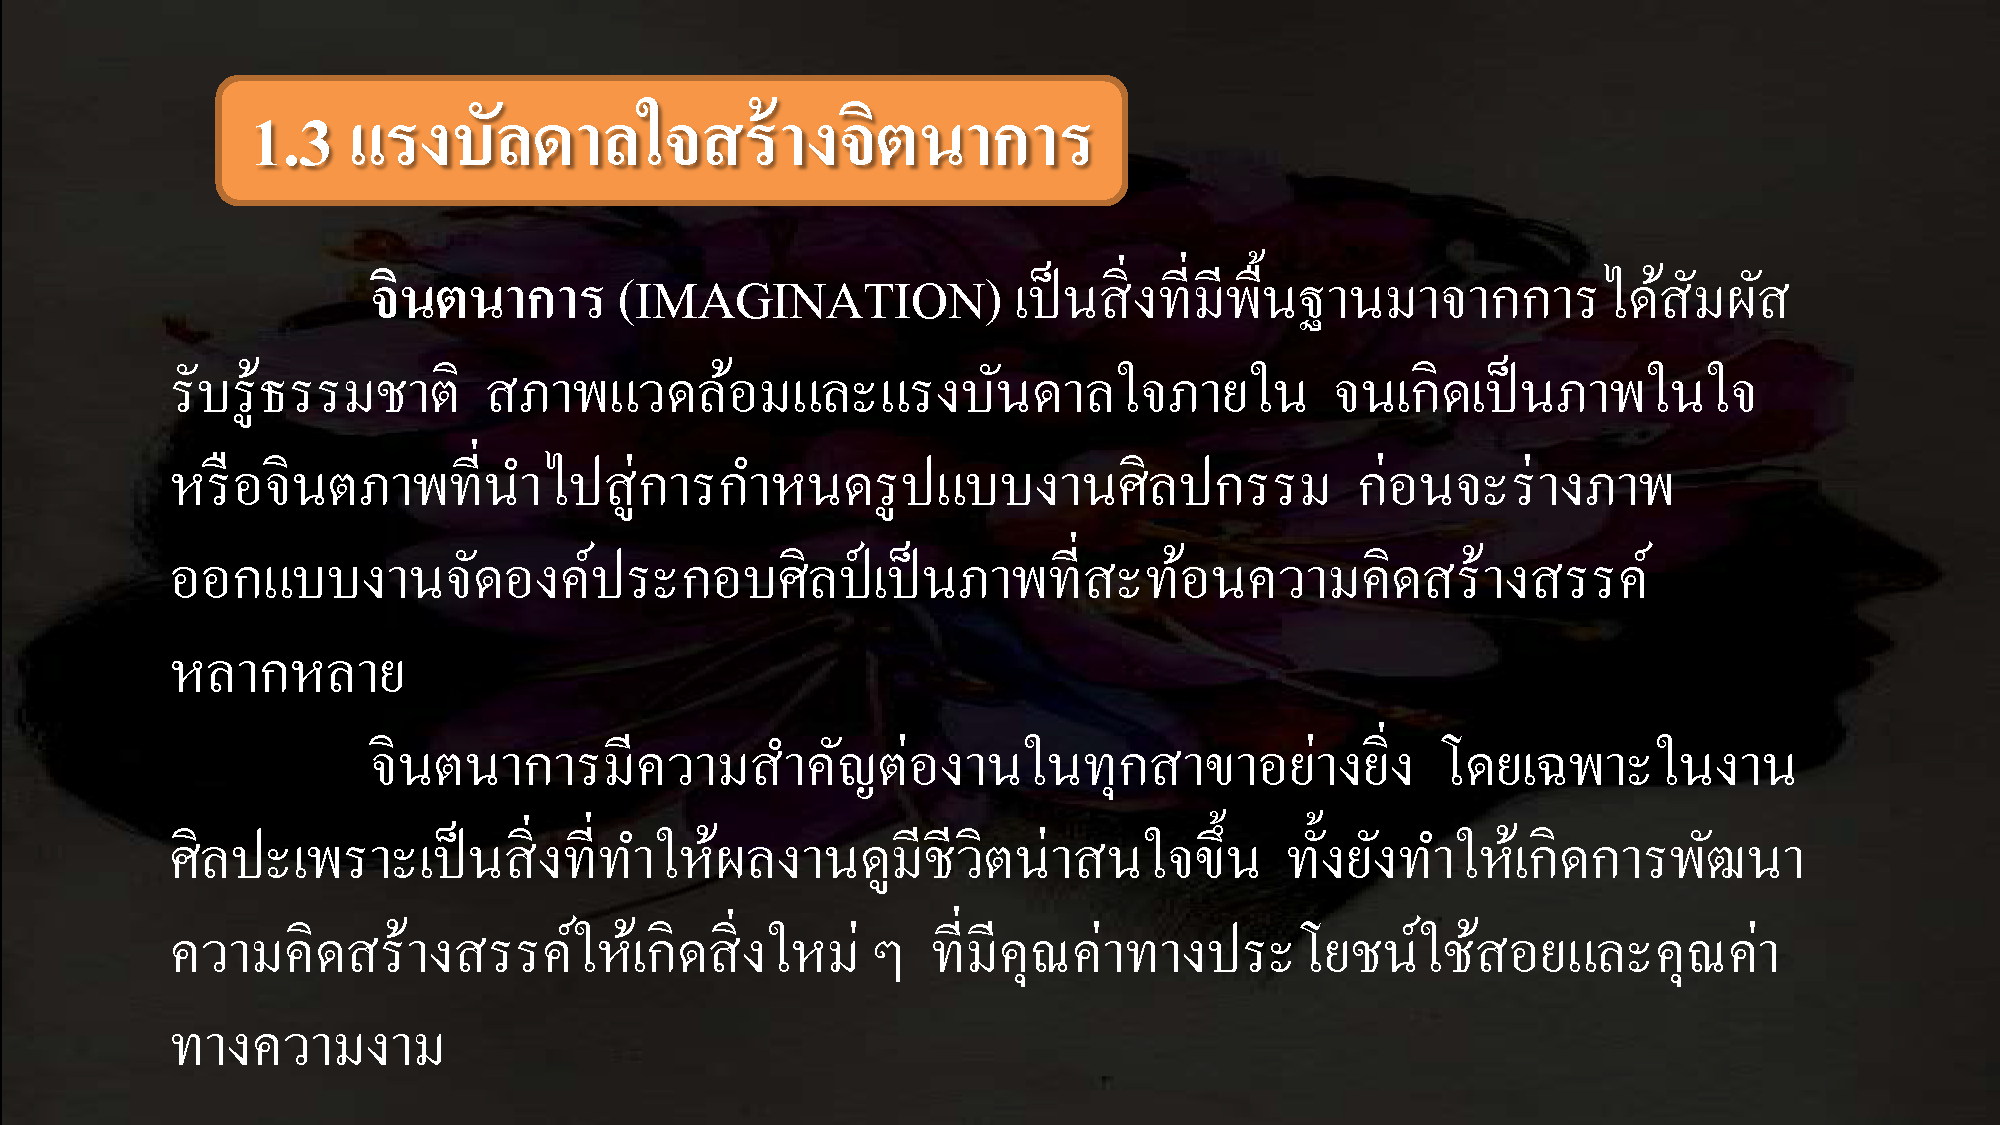 1.3 แรงบัลดาลใจสร้างจิตนาการ
จินตนาการ (IMAGINATION) เป็นสิ่งที่มีพื้นฐานมาจากการได้สัมผัส
รับรู้ธรรมชาติ สภาพแวดล้อมและแรงบันดาลใจภายใน จนเกิดเป็นภาพในใจ
หรือจินตภาพที่นำไปสู่การกำหนดรูปแบบงานศิลปกรรม ก่อนจะร่างภาพ
ออกแบบงานจัดองค์ประกอบศิลป์เป็นภาพที่สะท้อนความคิดสร้างสรรค์
หลากหลาย
จินตนาการมีความสำคัญต่องานในทุกสาขาอย่างยิ่ง โดยเฉพาะในงาน
ศิลปะเพราะเป็นสิ่งที่ทำให้ผลงานดูมีชีวิตน่าสนใจขึ้น ทั้งยังทำให้เกิดการพัฒนา
ความคิดสร้างสรรค์ให้เกิดสิ่งใหม่ ๆ ที่มีคุณค่าทางประโยชน์ใช้สอยและคุณค่า
ทางความงาม